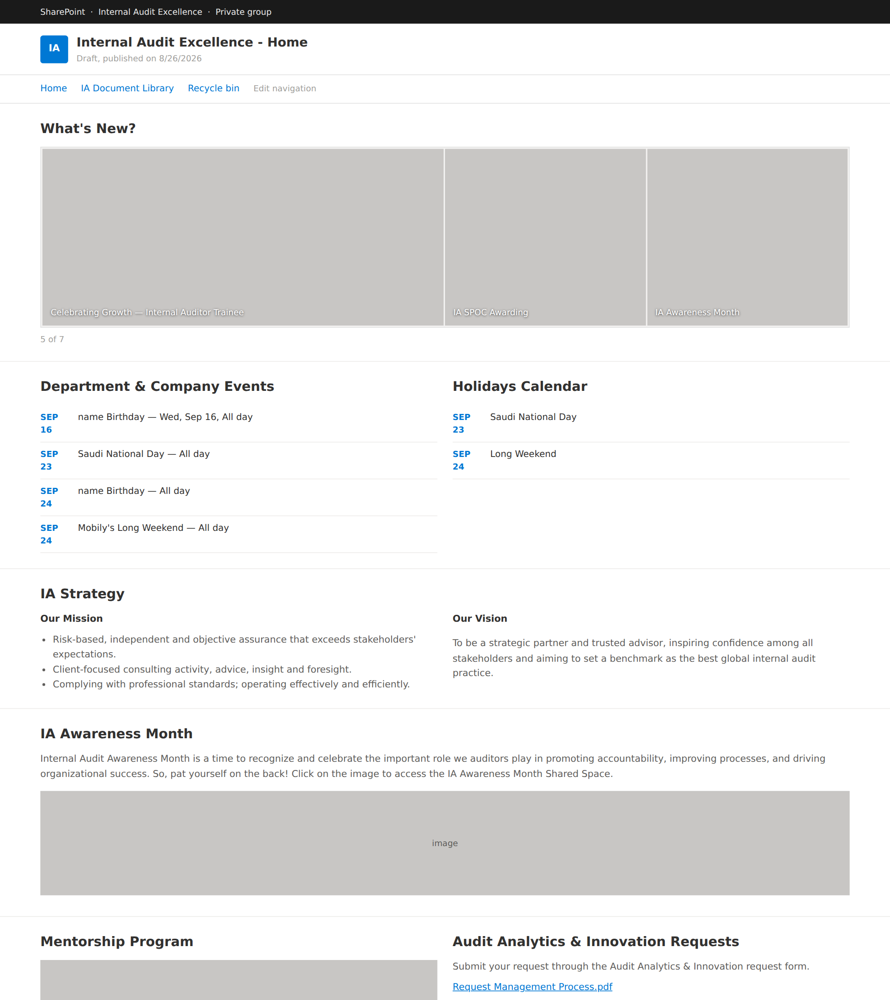 SharePoint · Internal Audit Excellence · Private group
IA
Internal Audit Excellence - Home
Draft, published on 8/26/2026
Home IA Document Library Recycle bin Edit navigation
What's New?
Celebrating Growth — Internal Auditor Trainee
IA SPOC Awarding
IA Awareness Month
5 of 7
Department & Company Events
SEP
16
name Birthday — Wed, Sep 16, All day
SEP
23
Saudi National Day — All day
SEP
24
name Birthday — All day
SEP
24
Mobily's Long Weekend — All day
Holidays Calendar
SEP
23
Saudi National Day
SEP
24
Long Weekend
IA Strategy
Our Mission
• Risk-based, independent and objective assurance that exceeds stakeholders'
expectations.
• Client-focused consulting activity, advice, insight and foresight.
• Complying with professional standards; operating effectively and efficiently.
Our Vision
To be a strategic partner and trusted advisor, inspiring confidence among all
stakeholders and aiming to set a benchmark as the best global internal audit
practice.
IA Awareness Month
Internal Audit Awareness Month is a time to recognize and celebrate the important role we auditors play in promoting accountability, improving processes, and driving
organizational success. So, pat yourself on the back! Click on the image to access the IA Awareness Month Shared Space.
image
Mentorship Program
Audit Analytics & Innovation Requests
Submit your request through the Audit Analytics & Innovation request form.
Request Management Process.pdf